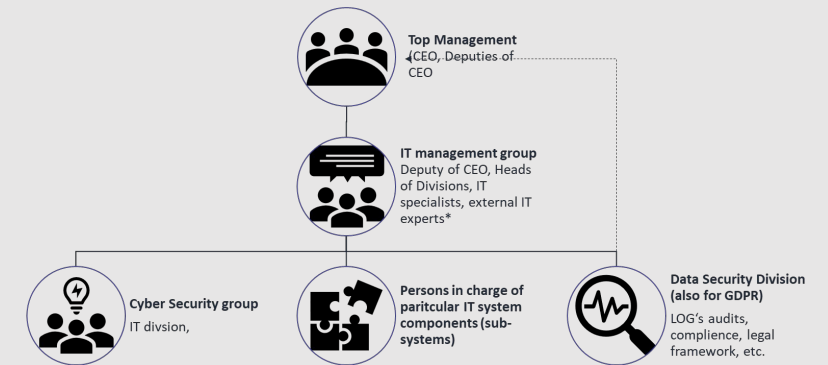 Top Management
(CEO, Deputies of
CEO
IT management group
Deputy of CEO, Heads
of Divisions, IT
specialists, external IT
experts*
Cyber Security group
IT divsion,
Persons in charge of
paritcular IT system
components (sub-
systems)
Data Security Division
(also for GDPR)
LOG‘s audits,
complience, legal
framework, etc.